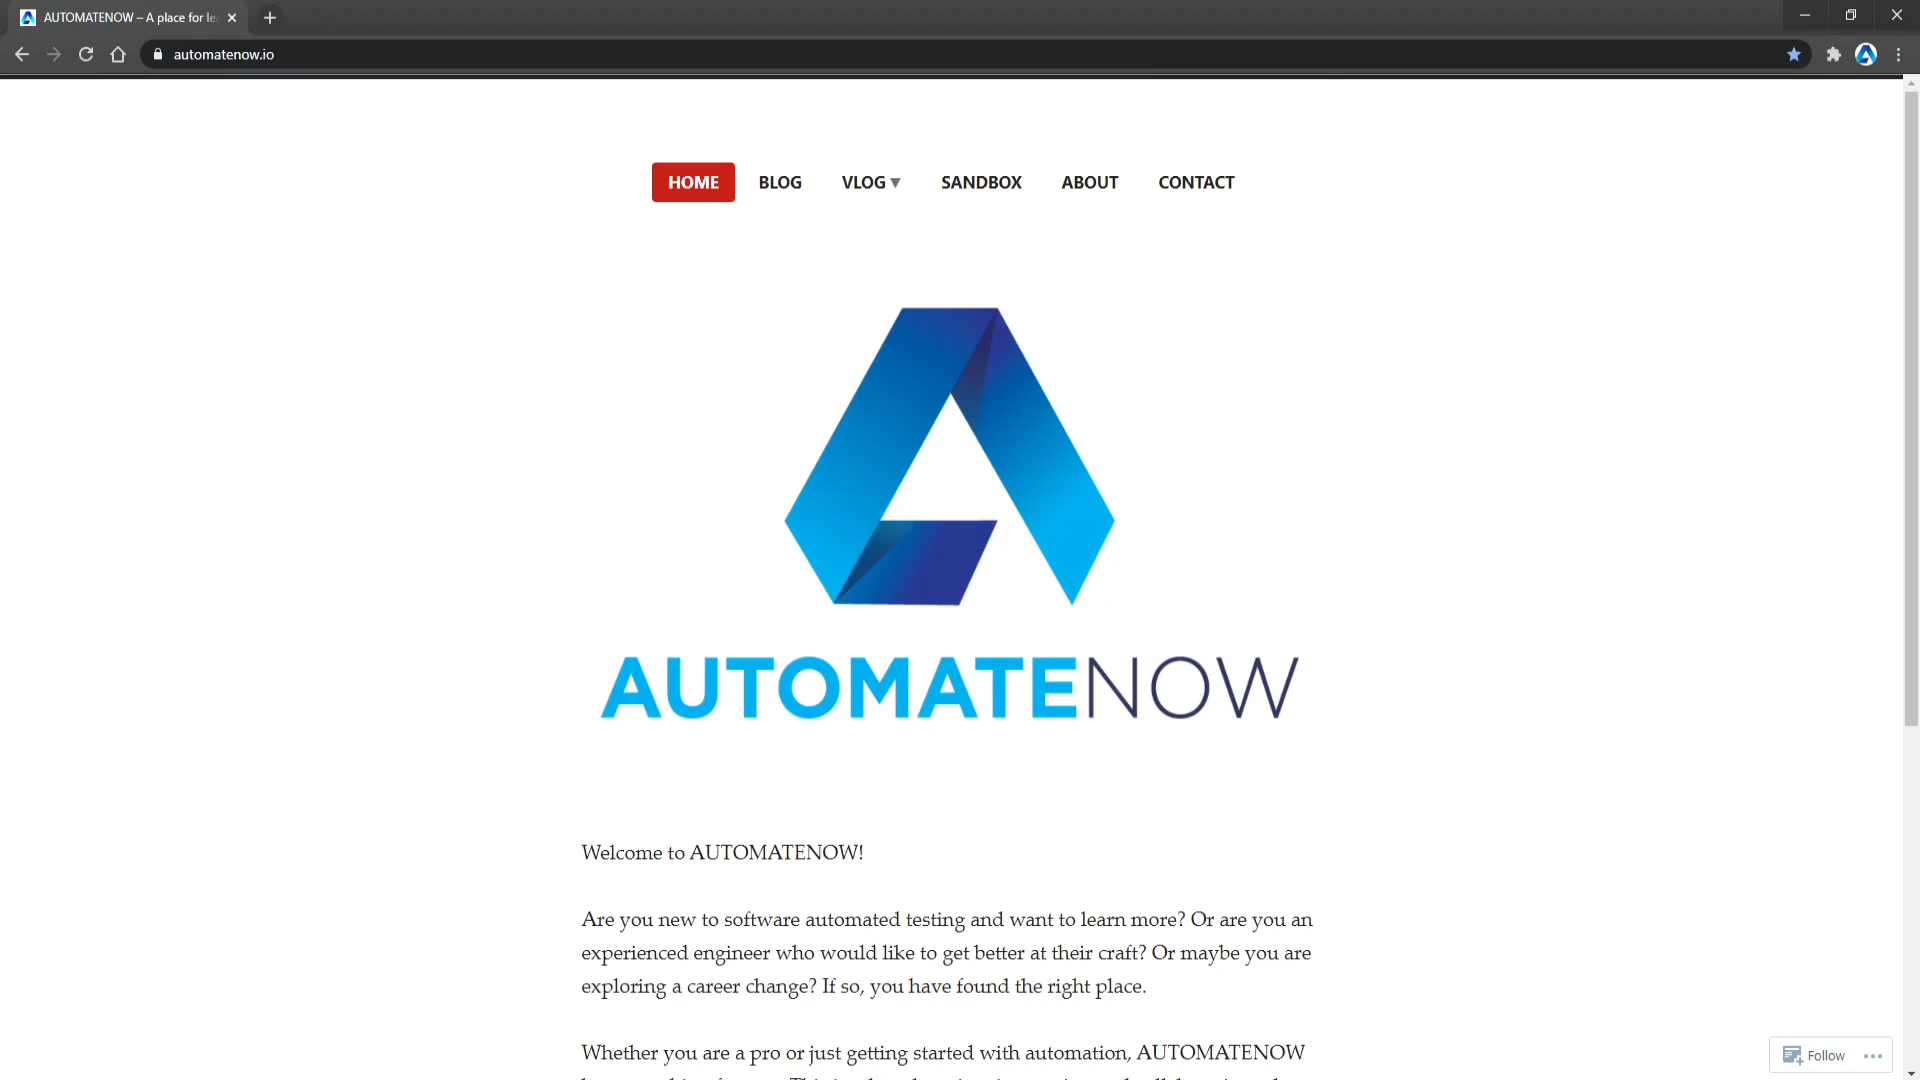 AUTOMATENOW – A place for le
automatenow.io
HOME BLOG VLOG ▼ SANDBOX ABOUT CONTACT
AUTOMATENOW
Welcome to AUTOMATENOW!
Are you new to software automated testing and want to learn more? Or are you an
experienced engineer who would like to get better at their craft? Or maybe you are
exploring a career change? If so, you have found the right place.
Whether you are a pro or just getting started with automation, AUTOMATENOW
Follow